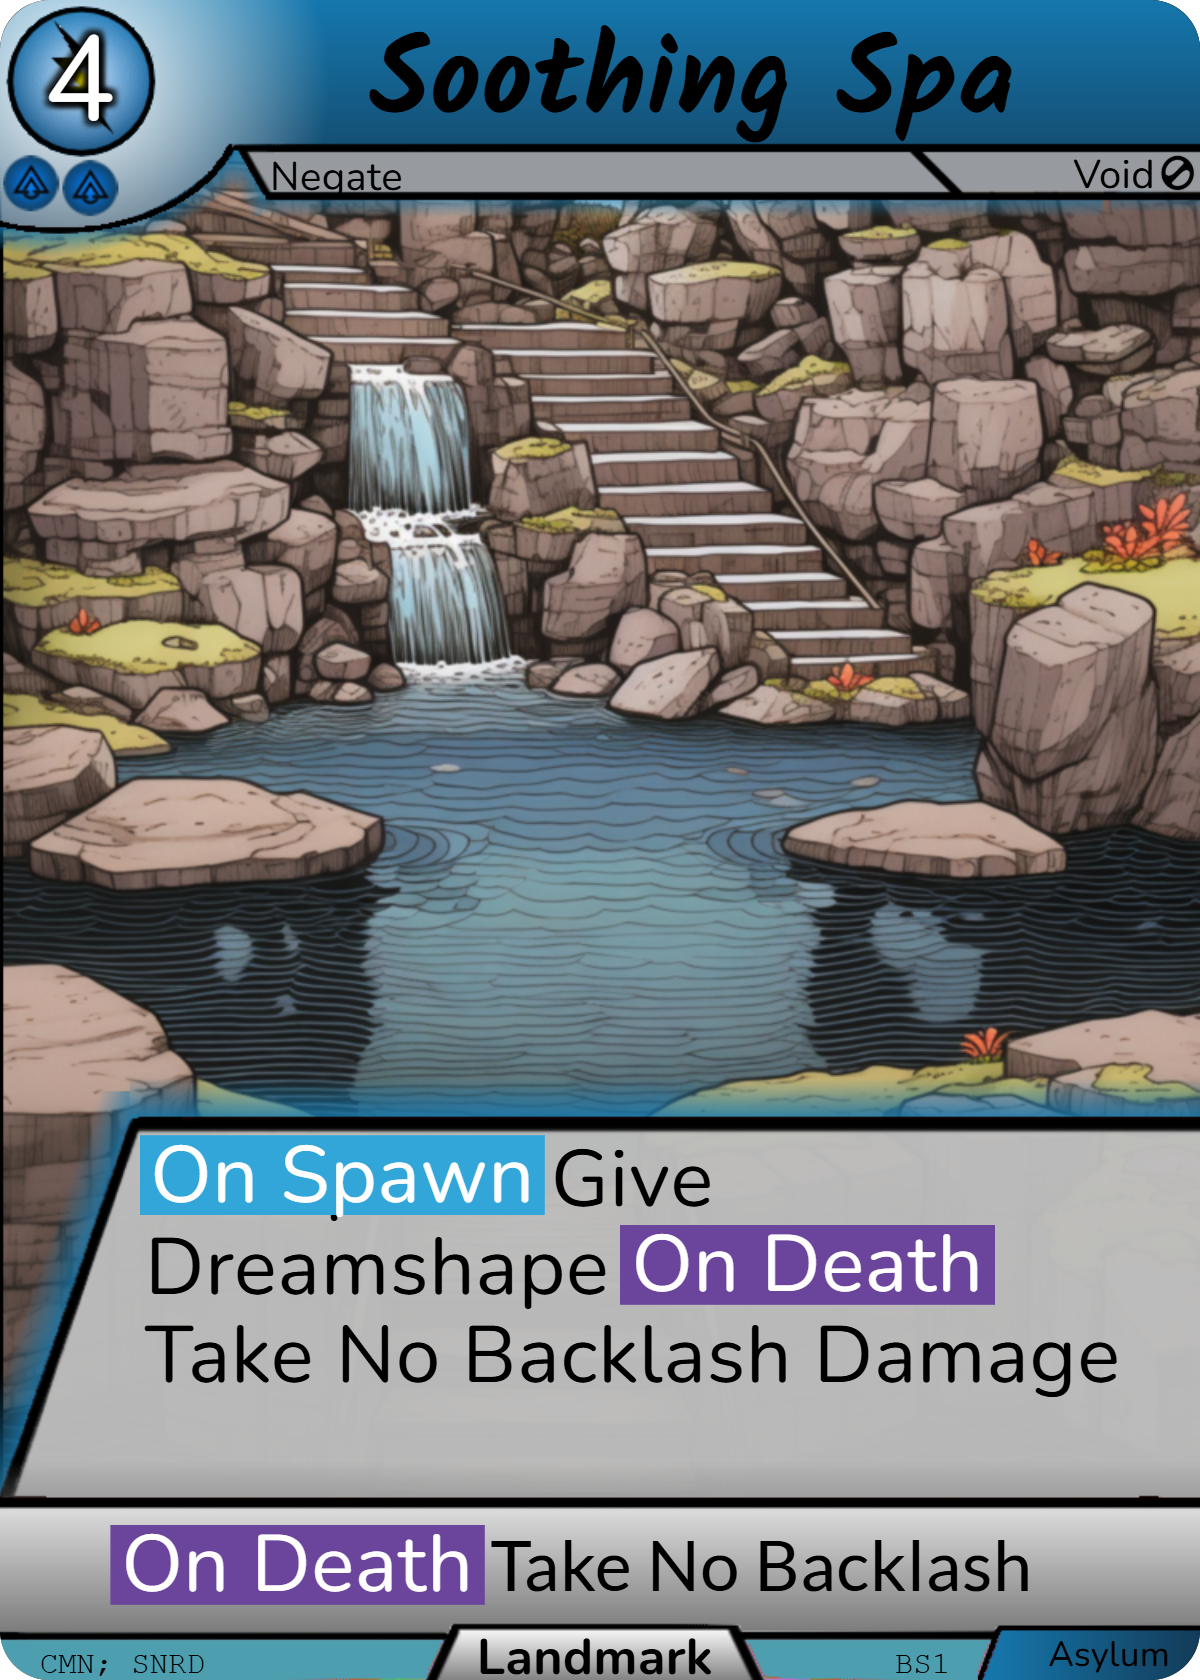 4
Soothing Spa
Negate
Void
On Spawn Give
Dreamshape On Death
Take No Backlash Damage
On Death Take No Backlash
CMN; SNRD
Landmark
BS1
Asylum